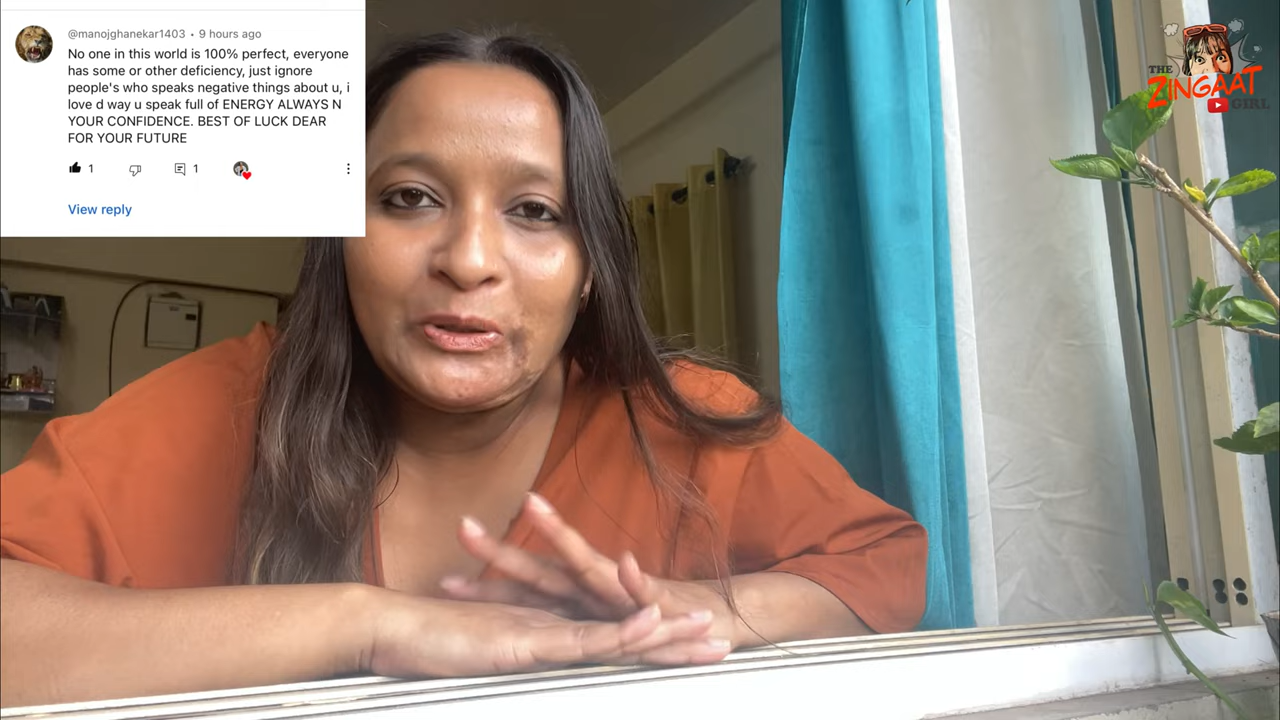 @manojghanekar1403 • 9 hours ago
No one in this world is 100% perfect, everyone
has some or other deficiency, just ignore
people's who speaks negative things about u, i
love d way u speak full of ENERGY ALWAYS N
YOUR CONFIDENCE. BEST OF LUCK DEAR
FOR YOUR FUTURE
1
1
View reply
THE
ZINGAAT
GIRL